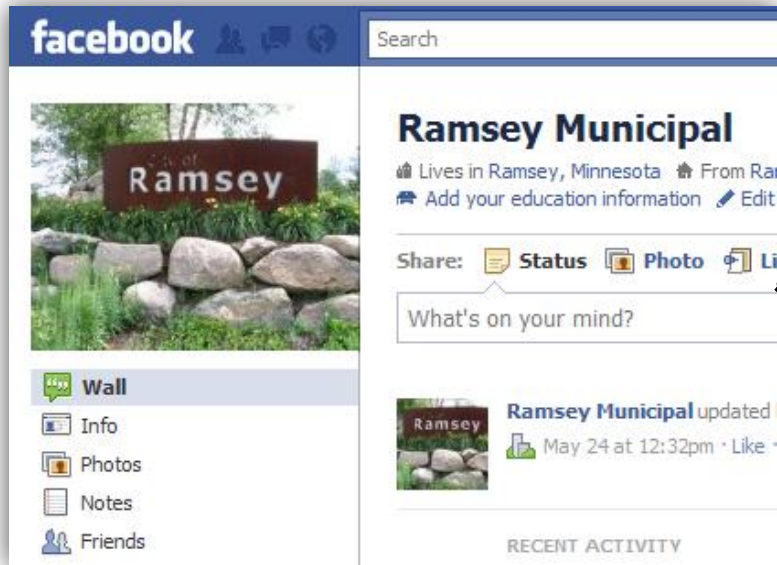 facebook
Search
City of
Ramsey
Ramsey Municipal
Lives in Ramsey, Minnesota From Ra
Add your education information Edit
Share: Status Photo Li
What's on your mind?
Wall
Info
Photos
Notes
Friends
Ramsey
Ramsey Municipal updated
May 24 at 12:32pm · Like ·
RECENT ACTIVITY